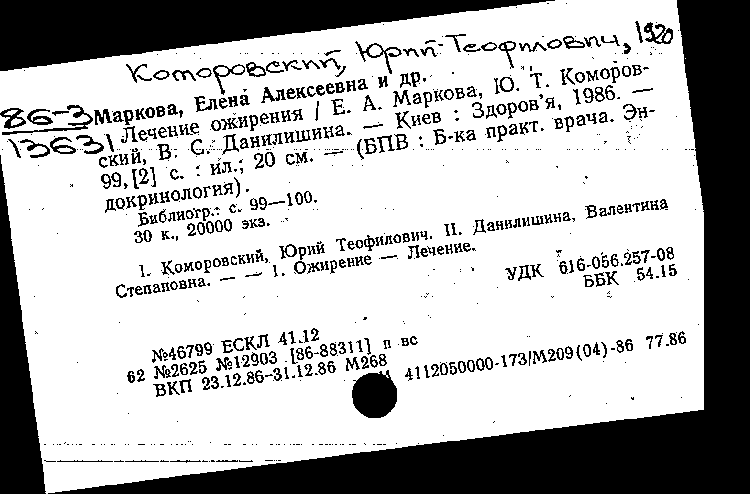 Коморовский, Юрий Теофилович, 1920
86-3
13631
Маркова, Елена Алексеевна и др.
Лечение ожирения / Е. А. Маркова, Ю. Т. Коморов-
ский, В. С. Данилишина. — Киев : Здоров'я, 1986. —
99, [2] с. : ил.; 20 см. — (БПВ : Б-ка практ. врача. Эн-
докринология).
Библиогр.: с. 99—100.
30 к., 20000 экз.
I. Коморовский, Юрий Теофилович. II. Данилишина, Валентина
Степановна. — — 1. Ожирение — Лечение.
УДК 616-056.257-08
ББК 54.15
№46799 ЕСКЛ 41.12
62 №2625 №12903 [86-88311] п вс
ВКП 23.12.86-31.12.86 М268
4112050000-173/М209(04)-86 77.86